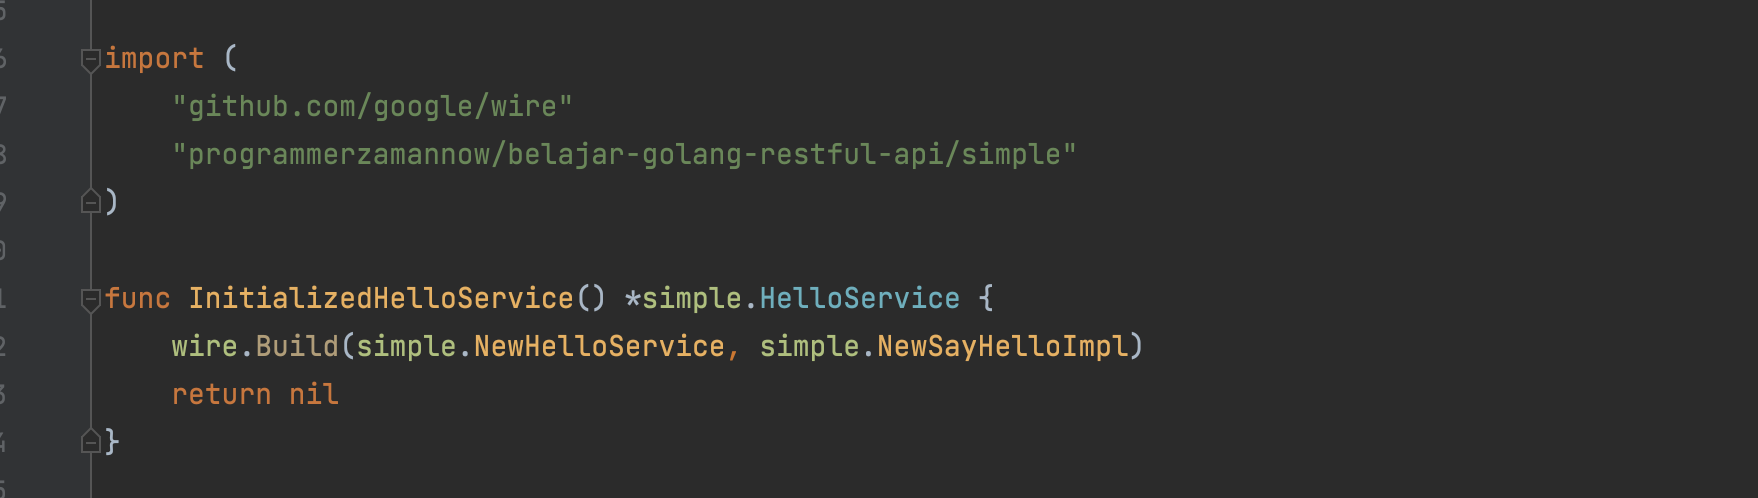 import (
"github.com/google/wire"
"programmerzamannow/belajar-golang-restful-api/simple"
)
func InitializedHelloService() *simple.HelloService {
wire.Build(simple.NewHelloService, simple.NewSayHelloImpl)
return nil
}